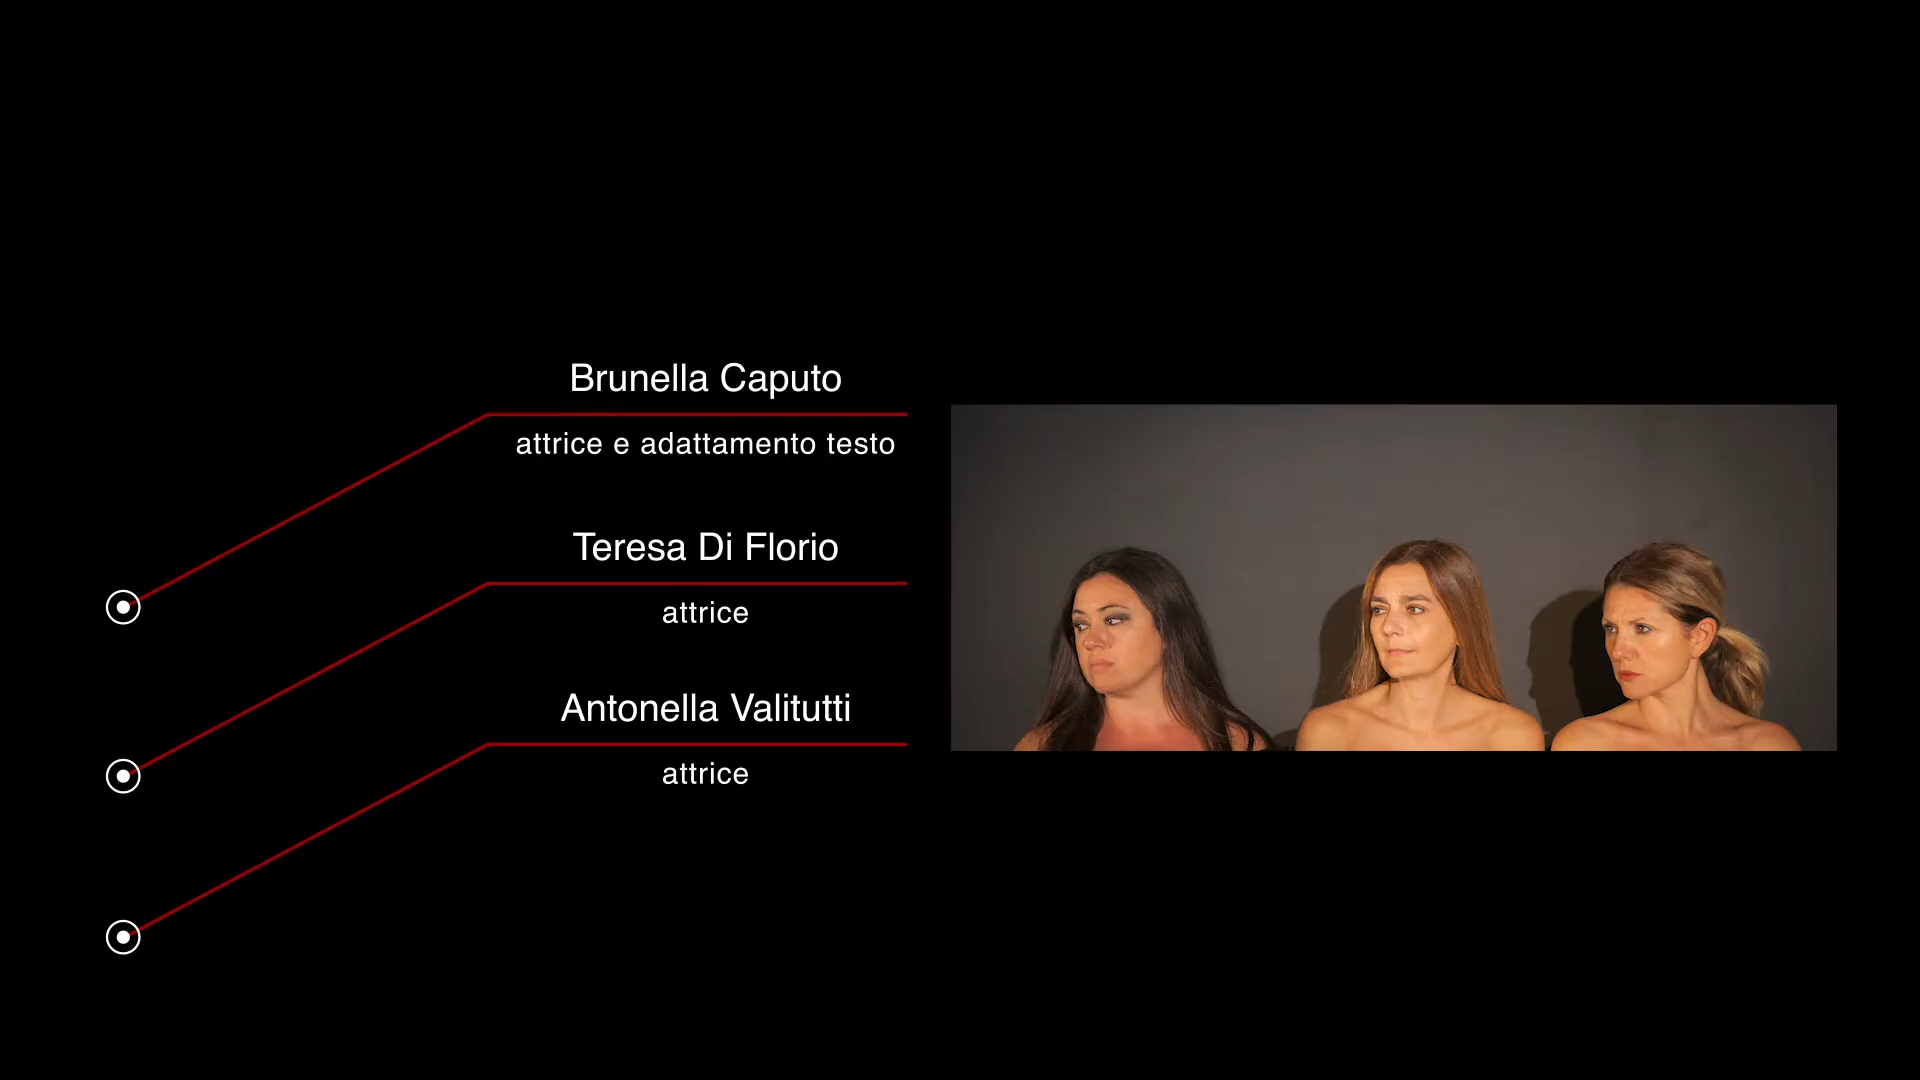 Brunella Caputo
attrice e adattamento testo
Teresa Di Florio
attrice
Antonella Valitutti
attrice